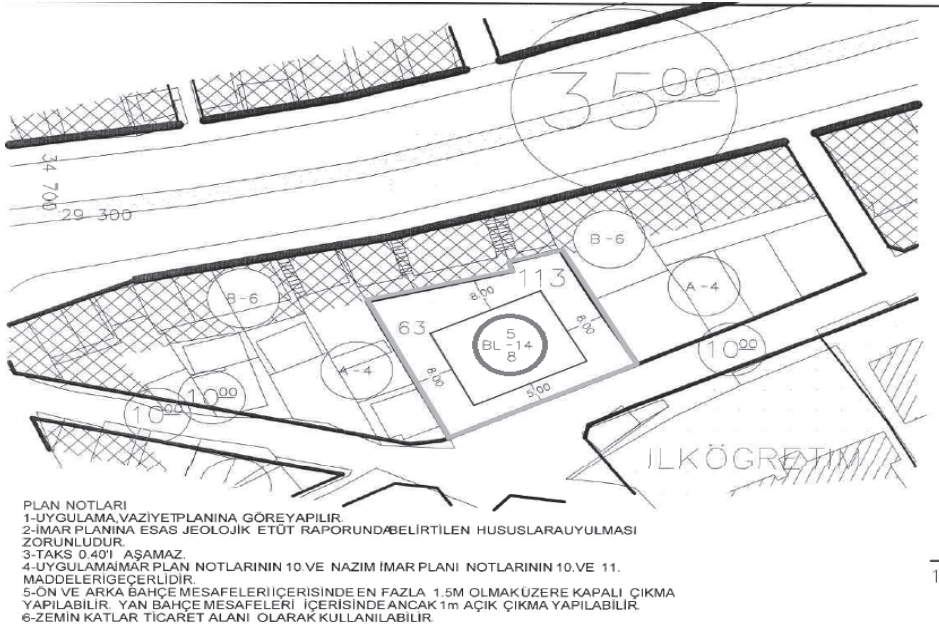 35 00
34 700
29 300
B-6
A-4
113
8.00
63
5
BL -14
8
8.00
8.00
5.00
B-6
A-4
10 00
10 00
10 00
İLKÖĞRETİM
PLAN NOTLARI
1-UYGULAMA,VAZİYETPLANINA GÖREYAPILIR.
2-İMAR PLANINA ESAS JEOLOJİK ETÜT RAPORUNDABELİRTİLEN HUSUSLARAUYULMASI
ZORUNLUDUR.
3-TAKS 0.40'I AŞAMAZ.
4-UYGULAMAİMAR PLAN NOTLARININ 10.VE NAZIM İMAR PLANI NOTLARININ 10.VE 11.
MADDELERİGEÇERLİDİR.
5-ÖN VE ARKA BAHÇE MESAFELERİİÇERİSİNDE EN FAZLA 1.5M OLMAKÜZERE KAPALI ÇIKMA
YAPILABİLİR. YAN BAHÇE MESAFELERİ İÇERİSİNDE ANCAK 1m AÇIK ÇIKMA YAPILABİLİR.
6-ZEMİN KATLAR TİCARET ALANI OLARAK KULLANILABİLİR.
1